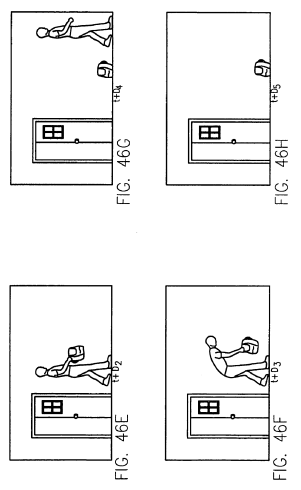 t+D₂
FIG. 46E
t+D₃
FIG. 46F
t+D₄
FIG. 46G
t+D₅
FIG. 46H